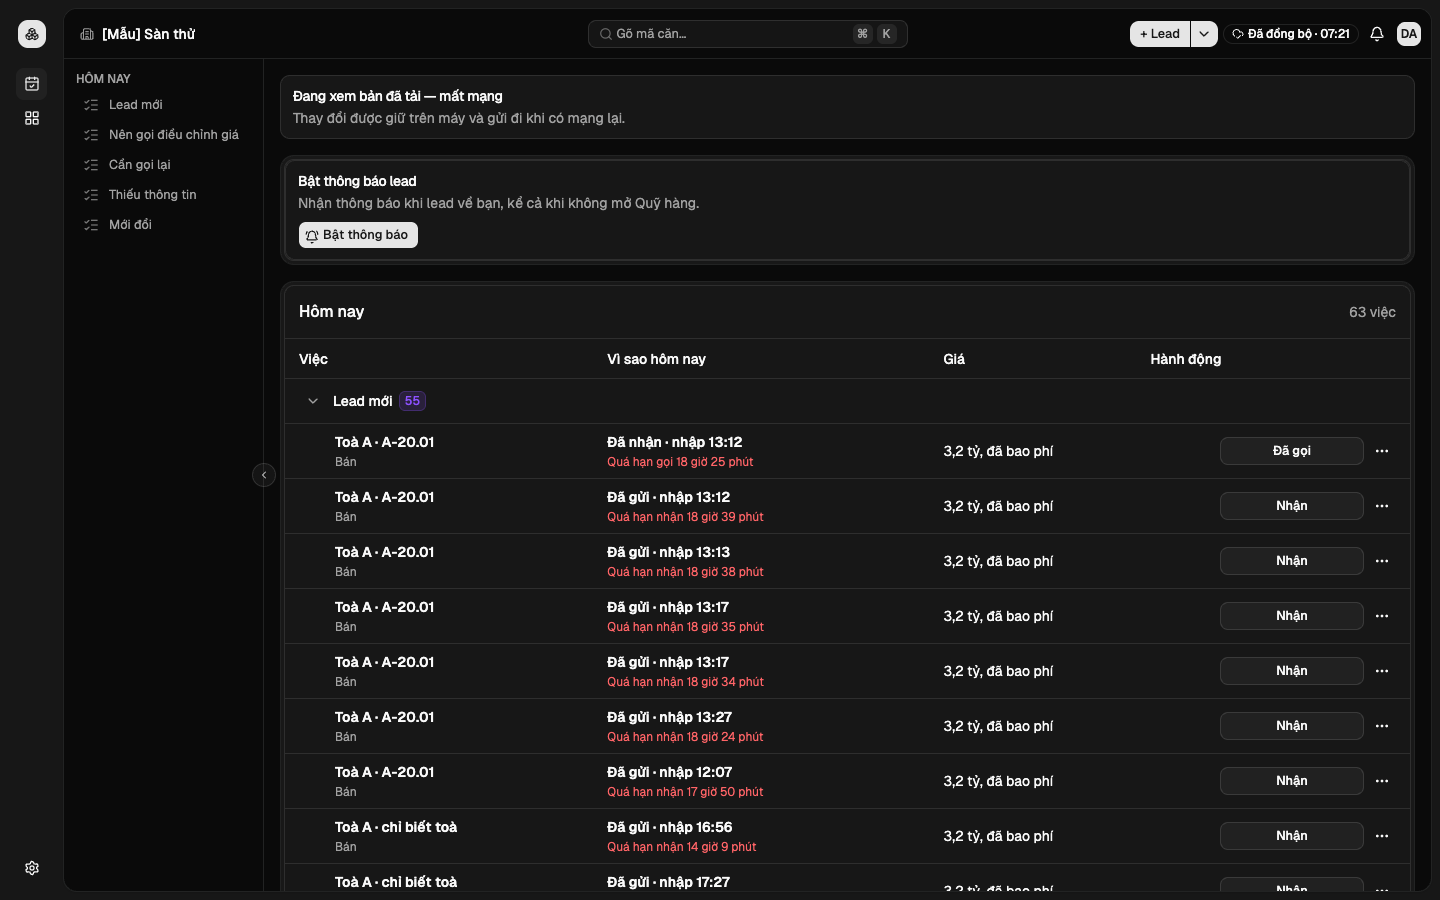 [Mẫu] Sàn thử
Gõ mã căn…
⌘ K
+ Lead
Đã đồng bộ · 07:21
DA
HÔM NAY
Lead mới
Nên gọi điều chỉnh giá
Cần gọi lại
Thiếu thông tin
Mới đổi
Đang xem bản đã tải — mất mạng
Thay đổi được giữ trên máy và gửi đi khi có mạng lại.
Bật thông báo lead
Nhận thông báo khi lead về bạn, kể cả khi không mở Quỹ hàng.
Bật thông báo
Hôm nay
63 việc
Việc
Vì sao hôm nay
Giá
Hành động
Lead mới 55
Toà A · A-20.01
Bán
Đã nhận · nhập 13:12
Quá hạn gọi 18 giờ 25 phút
3,2 tỷ, đã bao phí
Đã gọi
Toà A · A-20.01
Bán
Đã gửi · nhập 13:12
Quá hạn nhận 18 giờ 39 phút
3,2 tỷ, đã bao phí
Nhận
Toà A · A-20.01
Bán
Đã gửi · nhập 13:13
Quá hạn nhận 18 giờ 38 phút
3,2 tỷ, đã bao phí
Nhận
Toà A · A-20.01
Bán
Đã gửi · nhập 13:17
Quá hạn nhận 18 giờ 35 phút
3,2 tỷ, đã bao phí
Nhận
Toà A · A-20.01
Bán
Đã gửi · nhập 13:17
Quá hạn nhận 18 giờ 34 phút
3,2 tỷ, đã bao phí
Nhận
Toà A · A-20.01
Bán
Đã gửi · nhập 13:27
Quá hạn nhận 18 giờ 24 phút
3,2 tỷ, đã bao phí
Nhận
Toà A · A-20.01
Bán
Đã gửi · nhập 12:07
Quá hạn nhận 17 giờ 50 phút
3,2 tỷ, đã bao phí
Nhận
Toà A · chỉ biết toà
Bán
Đã gửi · nhập 16:56
Quá hạn nhận 14 giờ 9 phút
3,2 tỷ, đã bao phí
Nhận
Toà A · chỉ biết toà
Đã gửi · nhập 17:27
3,2 tỷ, đã bao phí
Nhận